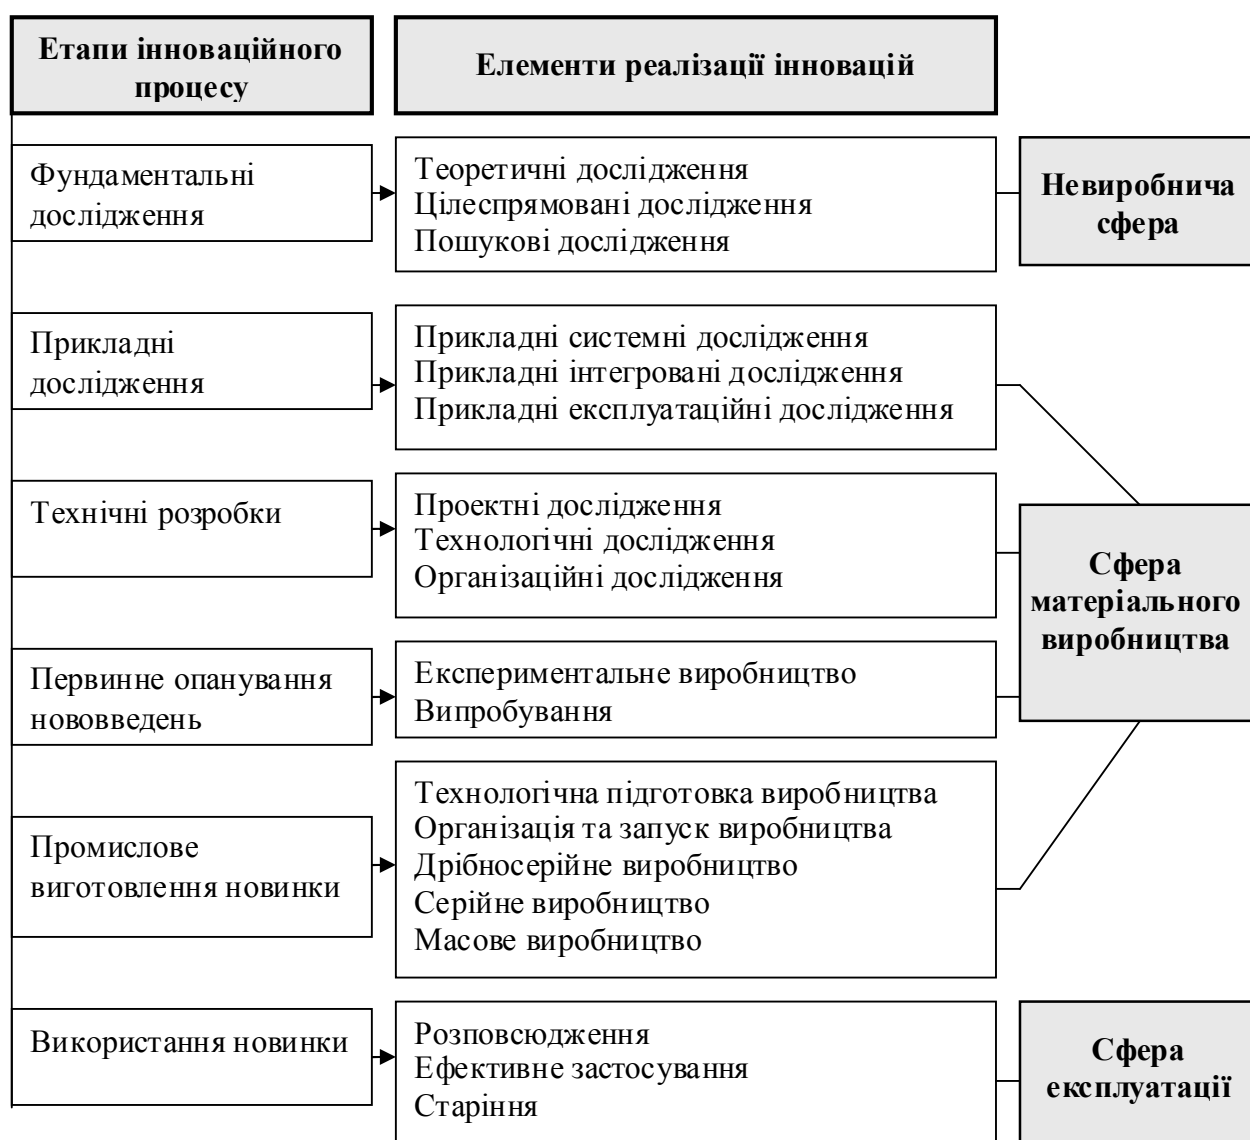 Етапи інноваційного
процесу
Елементи реалізації інновацій
Фундаментальні
дослідження
Теоретичні дослідження
Цілеспрямовані дослідження
Пошукові дослідження
Невиробнича
сфера
Прикладні
дослідження
Прикладні системні дослідження
Прикладні інтегровані дослідження
Прикладні експлуатаційні дослідження
Технічні розробки
Проектні дослідження
Технологічні дослідження
Організаційні дослідження
Сфера
матеріального
виробництва
Первинне опанування
нововведень
Експериментальне виробництво
Випробування
Промислове
виготовлення новинки
Технологічна підготовка виробництва
Організація та запуск виробництва
Дрібносерійне виробництво
Серійне виробництво
Масове виробництво
Використання новинки
Розповсюдження
Ефективне застосування
Старіння
Сфера
експлуатації